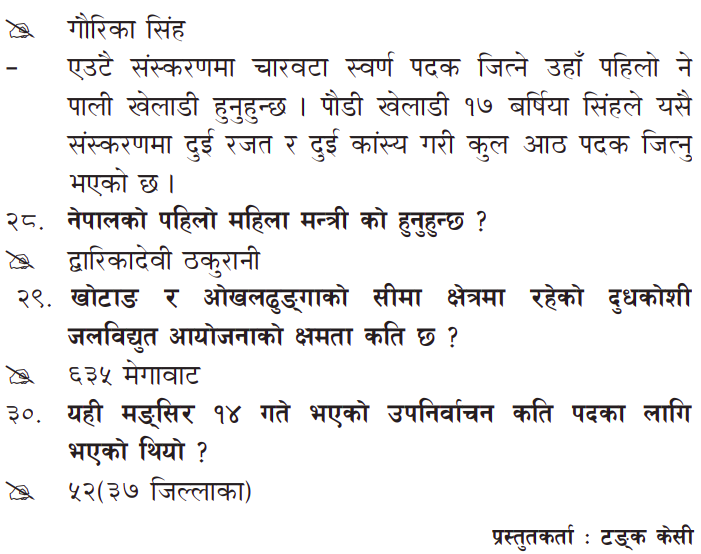 गौरिका सिंह
– एउटै संस्करणमा चारवटा स्वर्ण पदक जित्ने उहाँ पहिलो ने
पाली खेलाडी हुनुहुन्छ । पौडी खेलाडी १७ बर्षिया सिंहले यसै
संस्करणमा दुई रजत र दुई कांस्य गरी कुल आठ पदक जित्नु
भएको छ ।
२८. नेपालको पहिलो महिला मन्त्री को हुनुहुन्छ ?
द्वारिकादेवी ठकुरानी
२९. खोटाङ र ओखलढुङ्गाको सीमा क्षेत्रमा रहेको दुधकोशी
जलविद्युत आयोजनाको क्षमता कति छ ?
६३५ मेगावाट
३०. यही मङ्सिर १४ गते भएको उपनिर्वाचन कति पदका लागि
भएको थियो ?
५२(३७ जिल्लाका)
प्रस्तुतकर्ता : टङ्क केसी